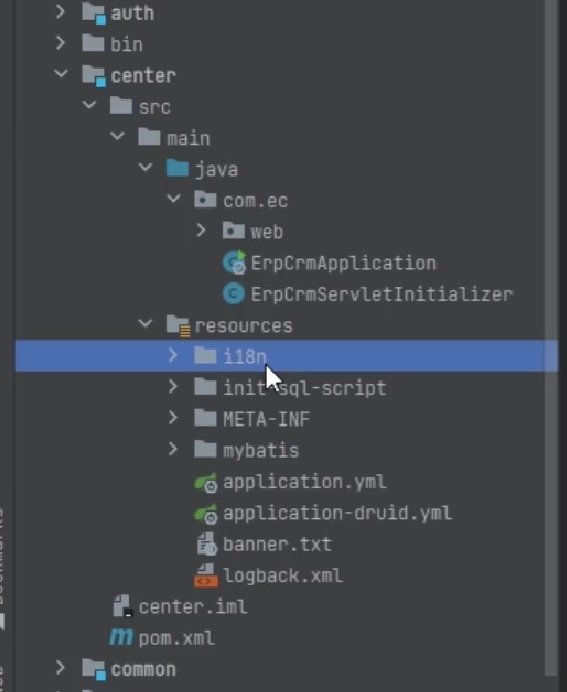 auth
bin
center
src
main
java
com.ec
web
ErpCrmApplication
ErpCrmServletInitializer
resources
i18n
init-sql-script
META-INF
mybatis
application.yml
application-druid.yml
banner.txt
logback.xml
center.iml
pom.xml
common